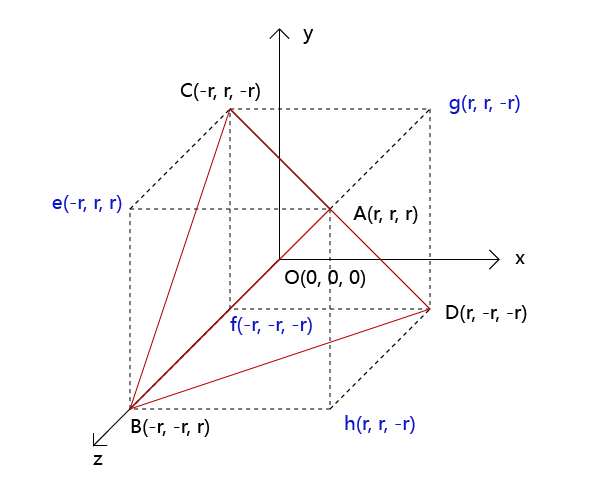 y
C(-r, r, -r)
g(r, r, -r)
e(-r, r, r)
A(r, r, r)
x
O(0, 0, 0)
D(r, -r, -r)
f(-r, -r, -r)
B(-r, -r, r)
h(r, r, -r)
z